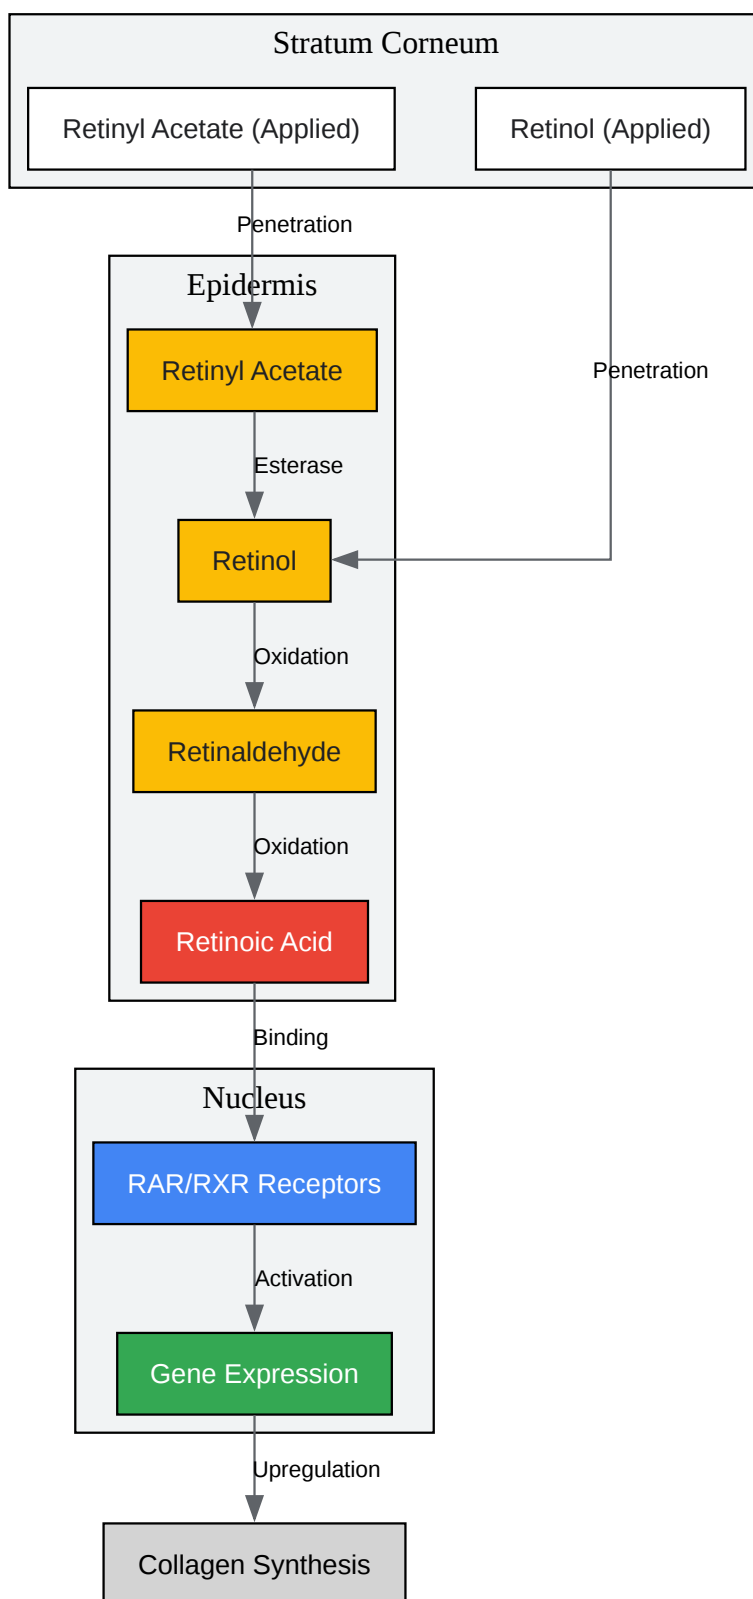 Stratum Corneum
Retinyl Acetate (Applied)
Retinol (Applied)
Penetration
Epidermis
Retinyl Acetate
Penetration
Esterase
Retinol
Oxidation
Retinaldehyde
Oxidation
Retinoic Acid
Binding
Nucleus
RAR/RXR Receptors
Activation
Gene Expression
Upregulation
Collagen Synthesis